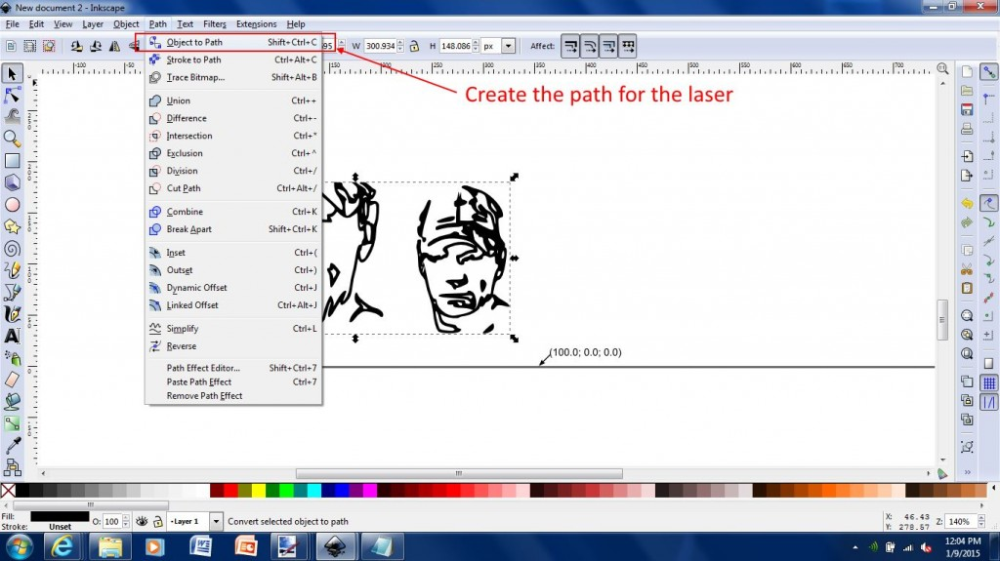 New document 2 - Inkscape
File Edit View Layer Object Path Text Filters Extensions Help
W 300.934 H 148.086 px Affect:
Object to Path Shift+Ctrl+C
Stroke to Path Ctrl+Alt+C
Trace Bitmap... Shift+Alt+B
Union Ctrl++
Difference Ctrl+-
Intersection Ctrl+*
Exclusion Ctrl+^
Division Ctrl+/
Cut Path Ctrl+Alt+/
Combine Ctrl+K
Break Apart Shift+Ctrl+K
Inset Ctrl+(
Outset Ctrl+)
Dynamic Offset Ctrl+J
Linked Offset Ctrl+Alt+J
Simplify Ctrl+L
Reverse
Path Effect Editor... Shift+Ctrl+7
Paste Path Effect Ctrl+7
Remove Path Effect
Create the path for the laser
(100.0; 0.0; 0.0)
Fill:
Stroke: Unset
O: 100
Layer 1
Convert selected object to path
X: 46.43
Y: 278.57
Z: 140%
12:04 PM
1/9/2015